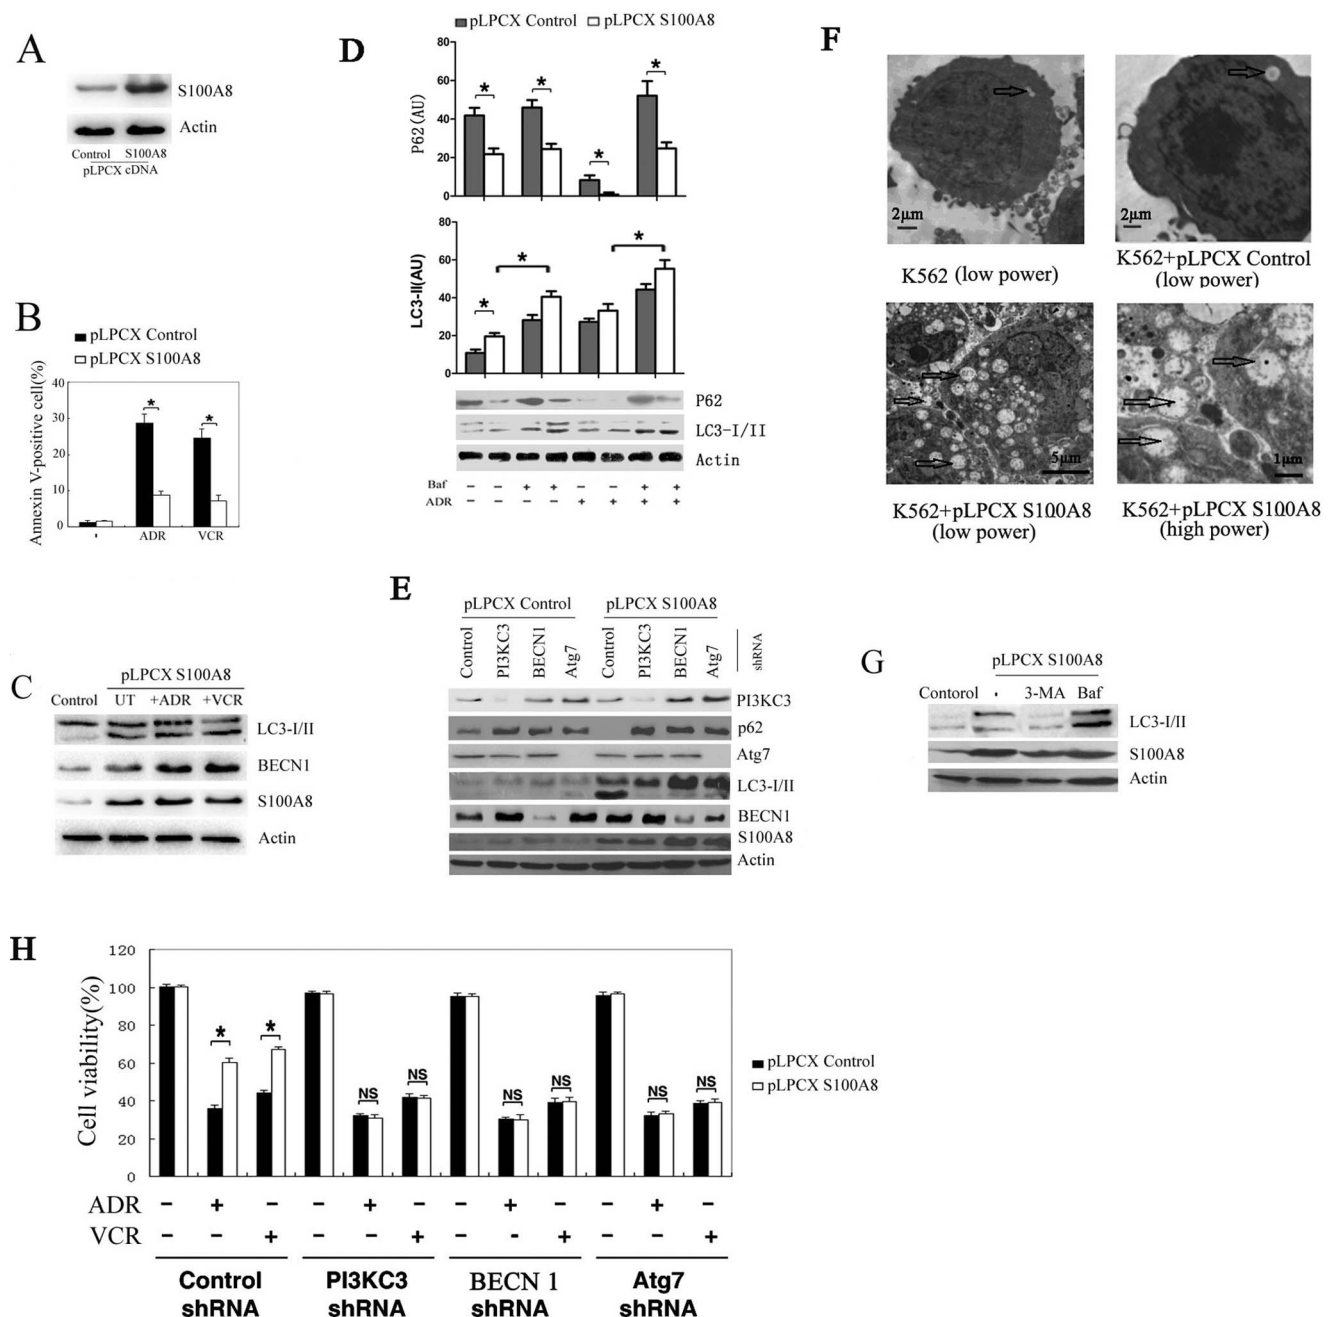 A
S100A8
Actin
Control S100A8
pLPCX cDNA
B
pLPCX Control
pLPCX S100A8
Annexin V-positive cell(%)
40
30
20
10
0
* *
- ADR VCR
C
pLPCX S100A8
Control UT +ADR +VCR
LC3-I/II
BECN1
S100A8
Actin
D
pLPCX Control pLPCX S100A8
P62(AU)
80
60
40
20
0
* * * *
LC3-II(AU)
80
60
40
20
0
* * *
P62
LC3-I/II
Actin
Baf − − + + − − + +
ADR − − − − + + + +
E
pLPCX Control pLPCX S100A8
Control PI3KC3 BECN1 Atg7 Control PI3KC3 BECN1 Atg7 shRNA
PI3KC3
p62
Atg7
LC3-I/II
BECN1
S100A8
Actin
F
2μm
K562 (low power)
2μm
K562+pLPCX Control
(low power)
5μm
K562+pLPCX S100A8
(low power)
1μm
K562+pLPCX S100A8
(high power)
G
pLPCX S100A8
Contorol - 3-MA Baf
LC3-I/II
S100A8
Actin
H
Cell viability(%)
120
100
80
60
40
20
0
* * NS NS NS NS NS NS
pLPCX Control
pLPCX S100A8
ADR − + − − + − − + − − + −
VCR − − + − − + − - + − − +
Control
shRNA
PI3KC3
shRNA
BECN 1
shRNA
Atg7
shRNA